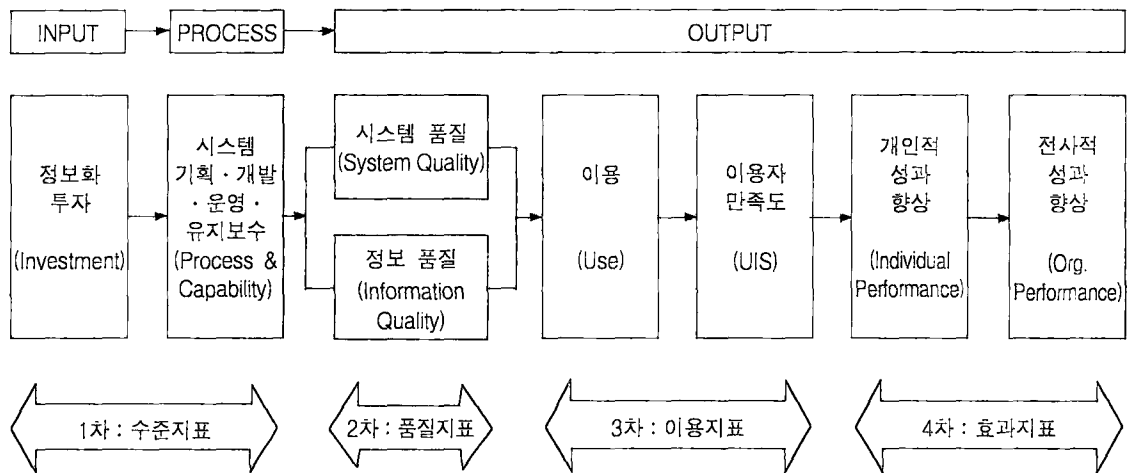 INPUT
PROCESS
OUTPUT
정보화
투자
(Investment)
시스템
기획·개발
·운영·
유지보수
(Process &
Capability)
시스템 품질
(System Quality)
정보 품질
(Information
Quality)
이용
(Use)
이용자
만족도
(UIS)
개인적
성과
향상
(Individual
Performance)
전사적
성과
향상
(Org.
Performance)
1차 : 수준지표
2차 : 품질지표
3차 : 이용지표
4차 : 효과지표